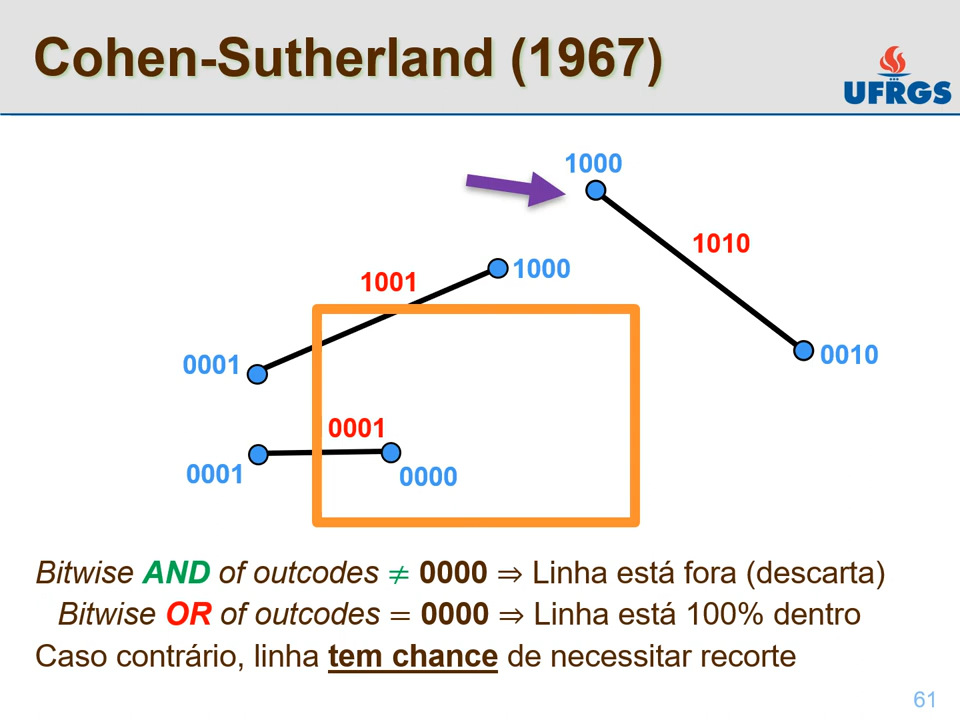 Cohen-Sutherland (1967)
UFRGS
1000
1010
1001
1000
0001
0010
0001
0001
0000
Bitwise AND of outcodes ≠ 0000 ⇒ Linha está fora (descarta)
Bitwise OR of outcodes = 0000 ⇒ Linha está 100% dentro
Caso contrário, linha tem chance de necessitar recorte
61